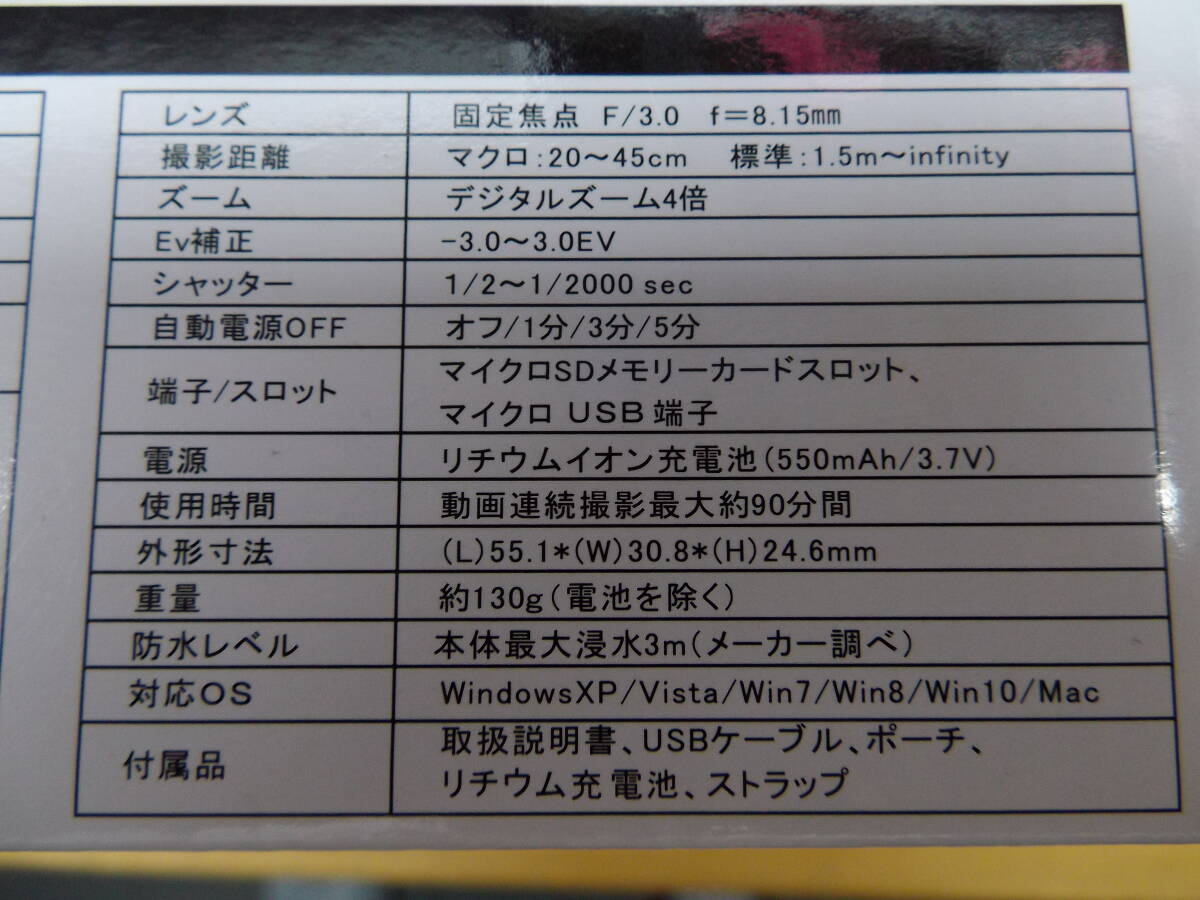 レンズ 固定焦点 F/3.0 f=8.15mm
撮影距離 マクロ:20～45cm 標準:1.5m～infinity
ズーム デジタルズーム4倍
Ev補正 -3.0～3.0EV
シャッター 1/2～1/2000 sec
自動電源OFF オフ/1分/3分/5分
端子/スロット マイクロSDメモリーカードスロット、
マイクロ USB 端子
電源 リチウムイオン充電池(550mAh/3.7V)
使用時間 動画連続撮影最大約90分間
外形寸法 (L)55.1*(W)30.8*(H)24.6mm
重量 約130g(電池を除く)
防水レベル 本体最大浸水3m(メーカー調べ)
対応OS WindowsXP/Vista/Win7/Win8/Win10/Mac
付属品 取扱説明書、USBケーブル、ポーチ、
リチウム充電池、ストラップ